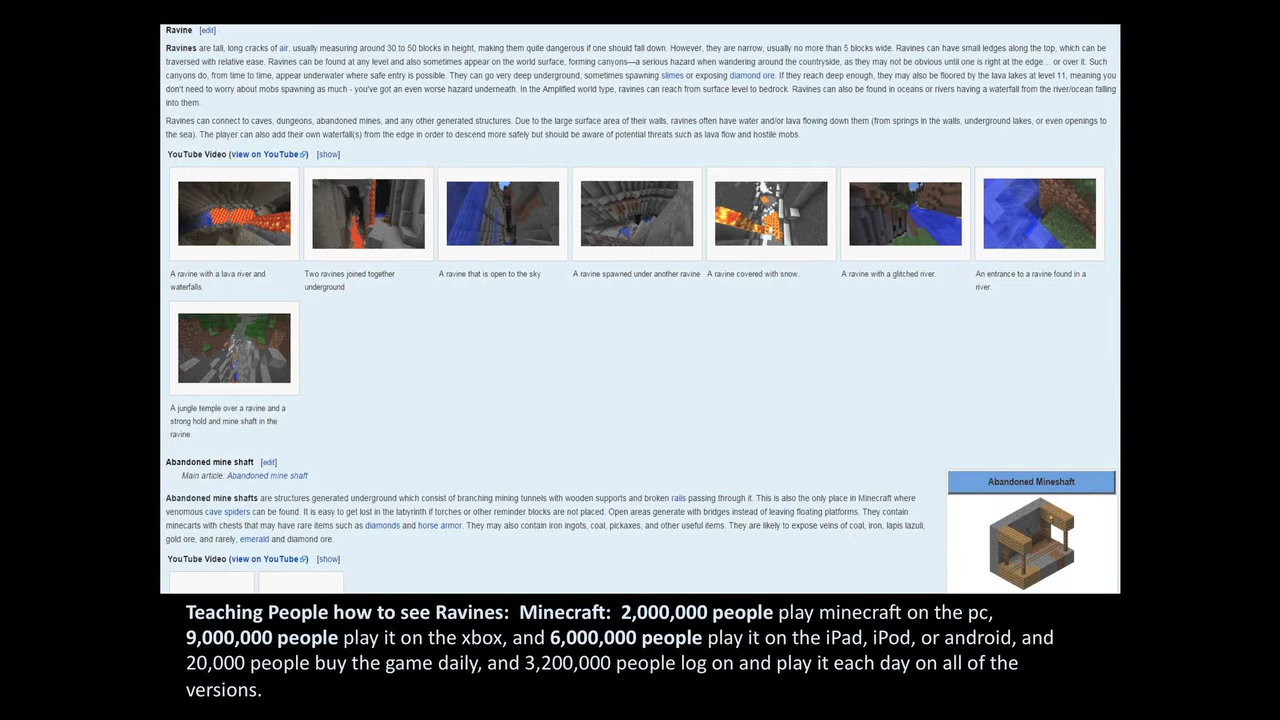 Ravine [edit]
Ravines are tall, long cracks of air, usually measuring around 30 to 50 blocks in height, making them quite dangerous if one should fall down. However, they are narrow, usually no more than 5 blocks wide. Ravines can have small ledges along the top, which can be
traversed with relative ease. Ravines can be found at any level and also sometimes appear on the world surface, forming canyons—a serious hazard when wandering around the countryside, as they may not be obvious until one is right at the edge... or over it. Such
canyons do, from time to time, appear underwater where safe entry is possible. They can go very deep underground, sometimes spawning slimes or exposing diamond ore. If they reach deep enough, they may also be floored by the lava lakes at level 11, meaning you
don't need to worry about mobs spawning as much - you've got an even worse hazard underneath. In the Amplified world type, ravines can reach from surface level to bedrock. Ravines can also be found in oceans or rivers having a waterfall from the river/ocean falling
into them.
Ravines can connect to caves, dungeons, abandoned mines, and any other generated structures. Due to the large surface area of their walls, ravines often have water and/or lava flowing down them (from springs in the walls, underground lakes, or even openings to
the sea). The player can also add their own waterfall(s) from the edge in order to descend more safely but should be aware of potential threats such as lava flow and hostile mobs.
YouTube Video (view on YouTube) [show]
A ravine with a lava river and
waterfalls.
Two ravines joined together
underground
A ravine that is open to the sky
A ravine spawned under another ravine
A ravine covered with snow.
A ravine with a glitched river.
An entrance to a ravine found in a
river.
A jungle temple over a ravine and a
strong hold and mine shaft in the
ravine.
Abandoned mine shaft [edit]
Main article: Abandoned mine shaft
Abandoned mine shafts are structures generated underground which consist of branching mining tunnels with wooden supports and broken rails passing through it. This is also the only place in Minecraft where
venomous cave spiders can be found. It is easy to get lost in the labyrinth if torches or other reminder blocks are not placed. Open areas generate with bridges instead of leaving floating platforms. They contain
minecarts with chests that may have rare items such as diamonds and horse armor. They may also contain iron ingots, coal, pickaxes, and other useful items. They are likely to expose veins of coal, iron, lapis lazuli,
gold ore, and rarely, emerald and diamond ore.
YouTube Video (view on YouTube) [show]
Abandoned Mineshaft
Teaching People how to see Ravines: Minecraft: 2,000,000 people play minecraft on the pc,
9,000,000 people play it on the xbox, and 6,000,000 people play it on the iPad, iPod, or android, and
20,000 people buy the game daily, and 3,200,000 people log on and play it each day on all of the
versions.